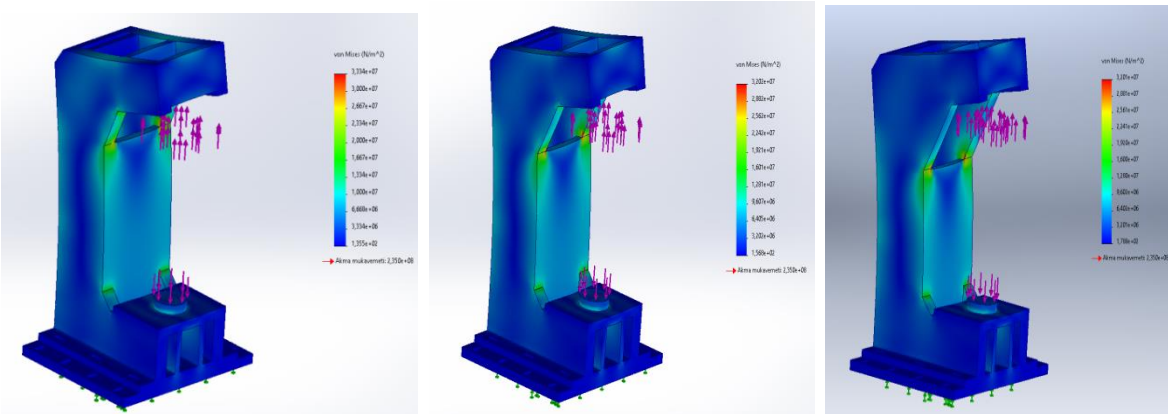 von Mises (N/m^2)
3,334e+07
3,000e+07
2,667e+07
2,334e+07
2,000e+07
1,667e+07
1,334e+07
1,000e+07
6,668e+06
3,334e+06
1,355e+02
Akma mukavemeti: 2,350e+08
von Mises (N/m^2)
3,202e+07
2,882e+07
2,562e+07
2,242e+07
1,921e+07
1,601e+07
1,281e+07
9,607e+06
6,405e+06
3,202e+06
1,568e+02
Akma mukavemeti: 2,350e+08
von Mises (N/m^2)
3,201e+07
2,881e+07
2,561e+07
2,241e+07
1,920e+07
1,600e+07
1,280e+07
9,602e+06
6,402e+06
3,201e+06
Akma mukavemeti: 2,350e+08